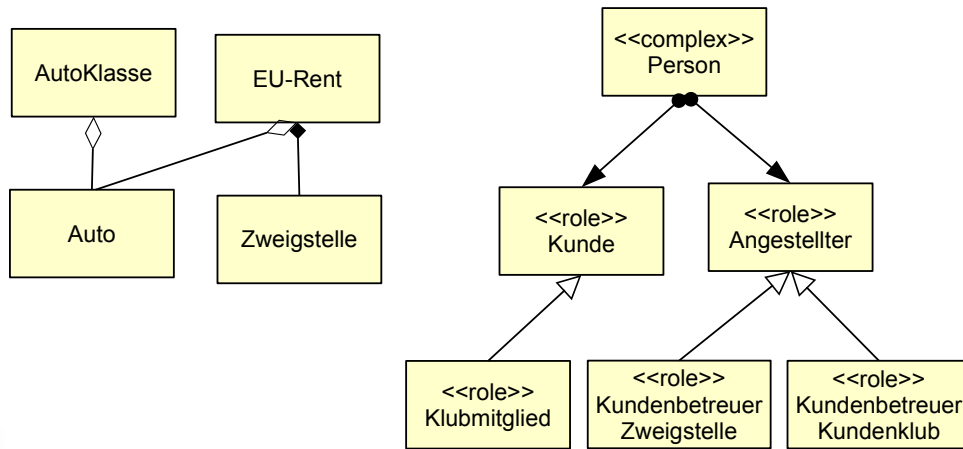 AutoKlasse
EU-Rent
Auto
Zweigstelle
<<complex>>
Person
<<role>>
Kunde
<<role>>
Angestellter
<<role>>
Klubmitglied
<<role>>
Kundenbetreuer
Zweigstelle
<<role>>
Kundenbetreuer
Kundenklub